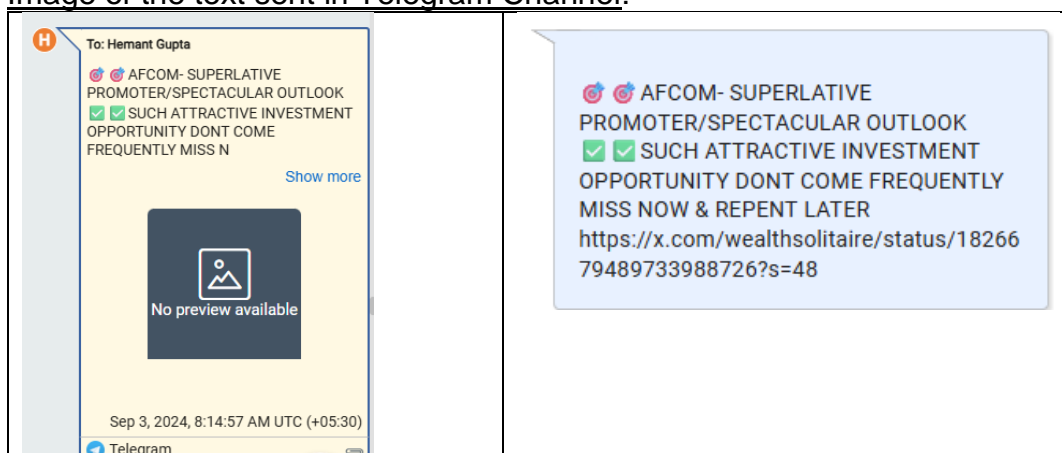 Image of the text sent in Telegram Channel:
H
To: Hemant Gupta
🎯 🎯 AFCOM- SUPERLATIVE
PROMOTER/SPECTACULAR OUTLOOK
✅ ✅ SUCH ATTRACTIVE INVESTMENT
OPPORTUNITY DONT COME
FREQUENTLY MISS N
Show more
No preview available
Sep 3, 2024, 8:14:57 AM UTC (+05:30)
Telegram
🎯 🎯 AFCOM- SUPERLATIVE
PROMOTER/SPECTACULAR OUTLOOK
✅ ✅ SUCH ATTRACTIVE INVESTMENT
OPPORTUNITY DONT COME FREQUENTLY
MISS NOW & REPENT LATER
https://x.com/wealthsolitaire/status/18266
79489733988726?s=48